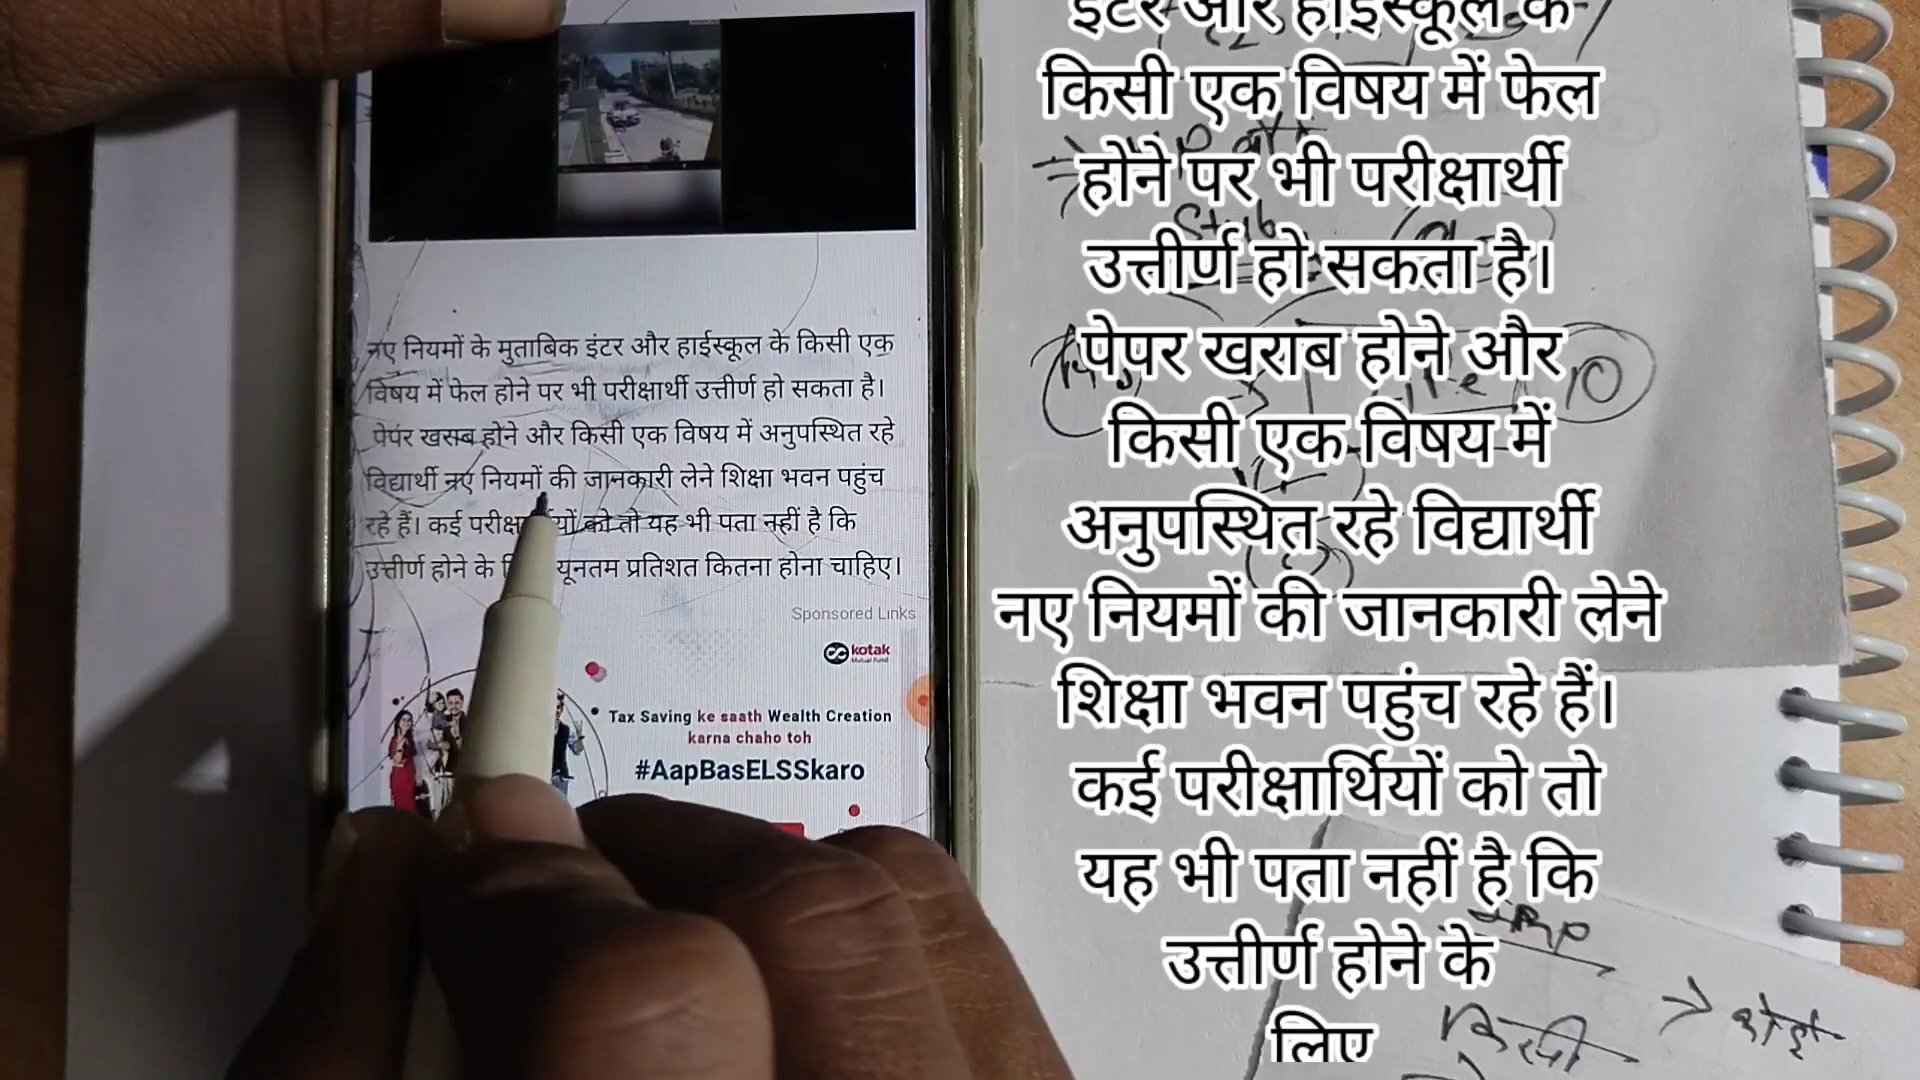 नए नियमों के मुताबिक इंटर और हाईस्कूल के किसी एक
विषय में फेल होने पर भी परीक्षार्थी उत्तीर्ण हो सकता है।
पेपर खराब होने और किसी एक विषय में अनुपस्थित रहे
विद्यार्थी नए नियमों की जानकारी लेने शिक्षा भवन पहुंच
रहे हैं। कई को तो यह भी पता नहीं है कि
उत्तीर्ण होने के प्रतिशत कितना होना चाहिए।
Sponsored Links
kotak
Mutual Fund
Tax Saving ke saath Wealth Creation
karna chaho toh
#AapBasELSSkaro
इंटर और हाईस्कूल के
किसी एक विषय में फेल
होने पर भी परीक्षार्थी
उत्तीर्ण हो सकता है।
पेपर खराब होने और
किसी एक विषय में
अनुपस्थित रहे विद्यार्थी
नए नियमों की जानकारी लेने
शिक्षा भवन पहुंच रहे हैं।
कई परीक्षार्थियों को तो
यह भी पता नहीं है कि
उत्तीर्ण होने के
लिए